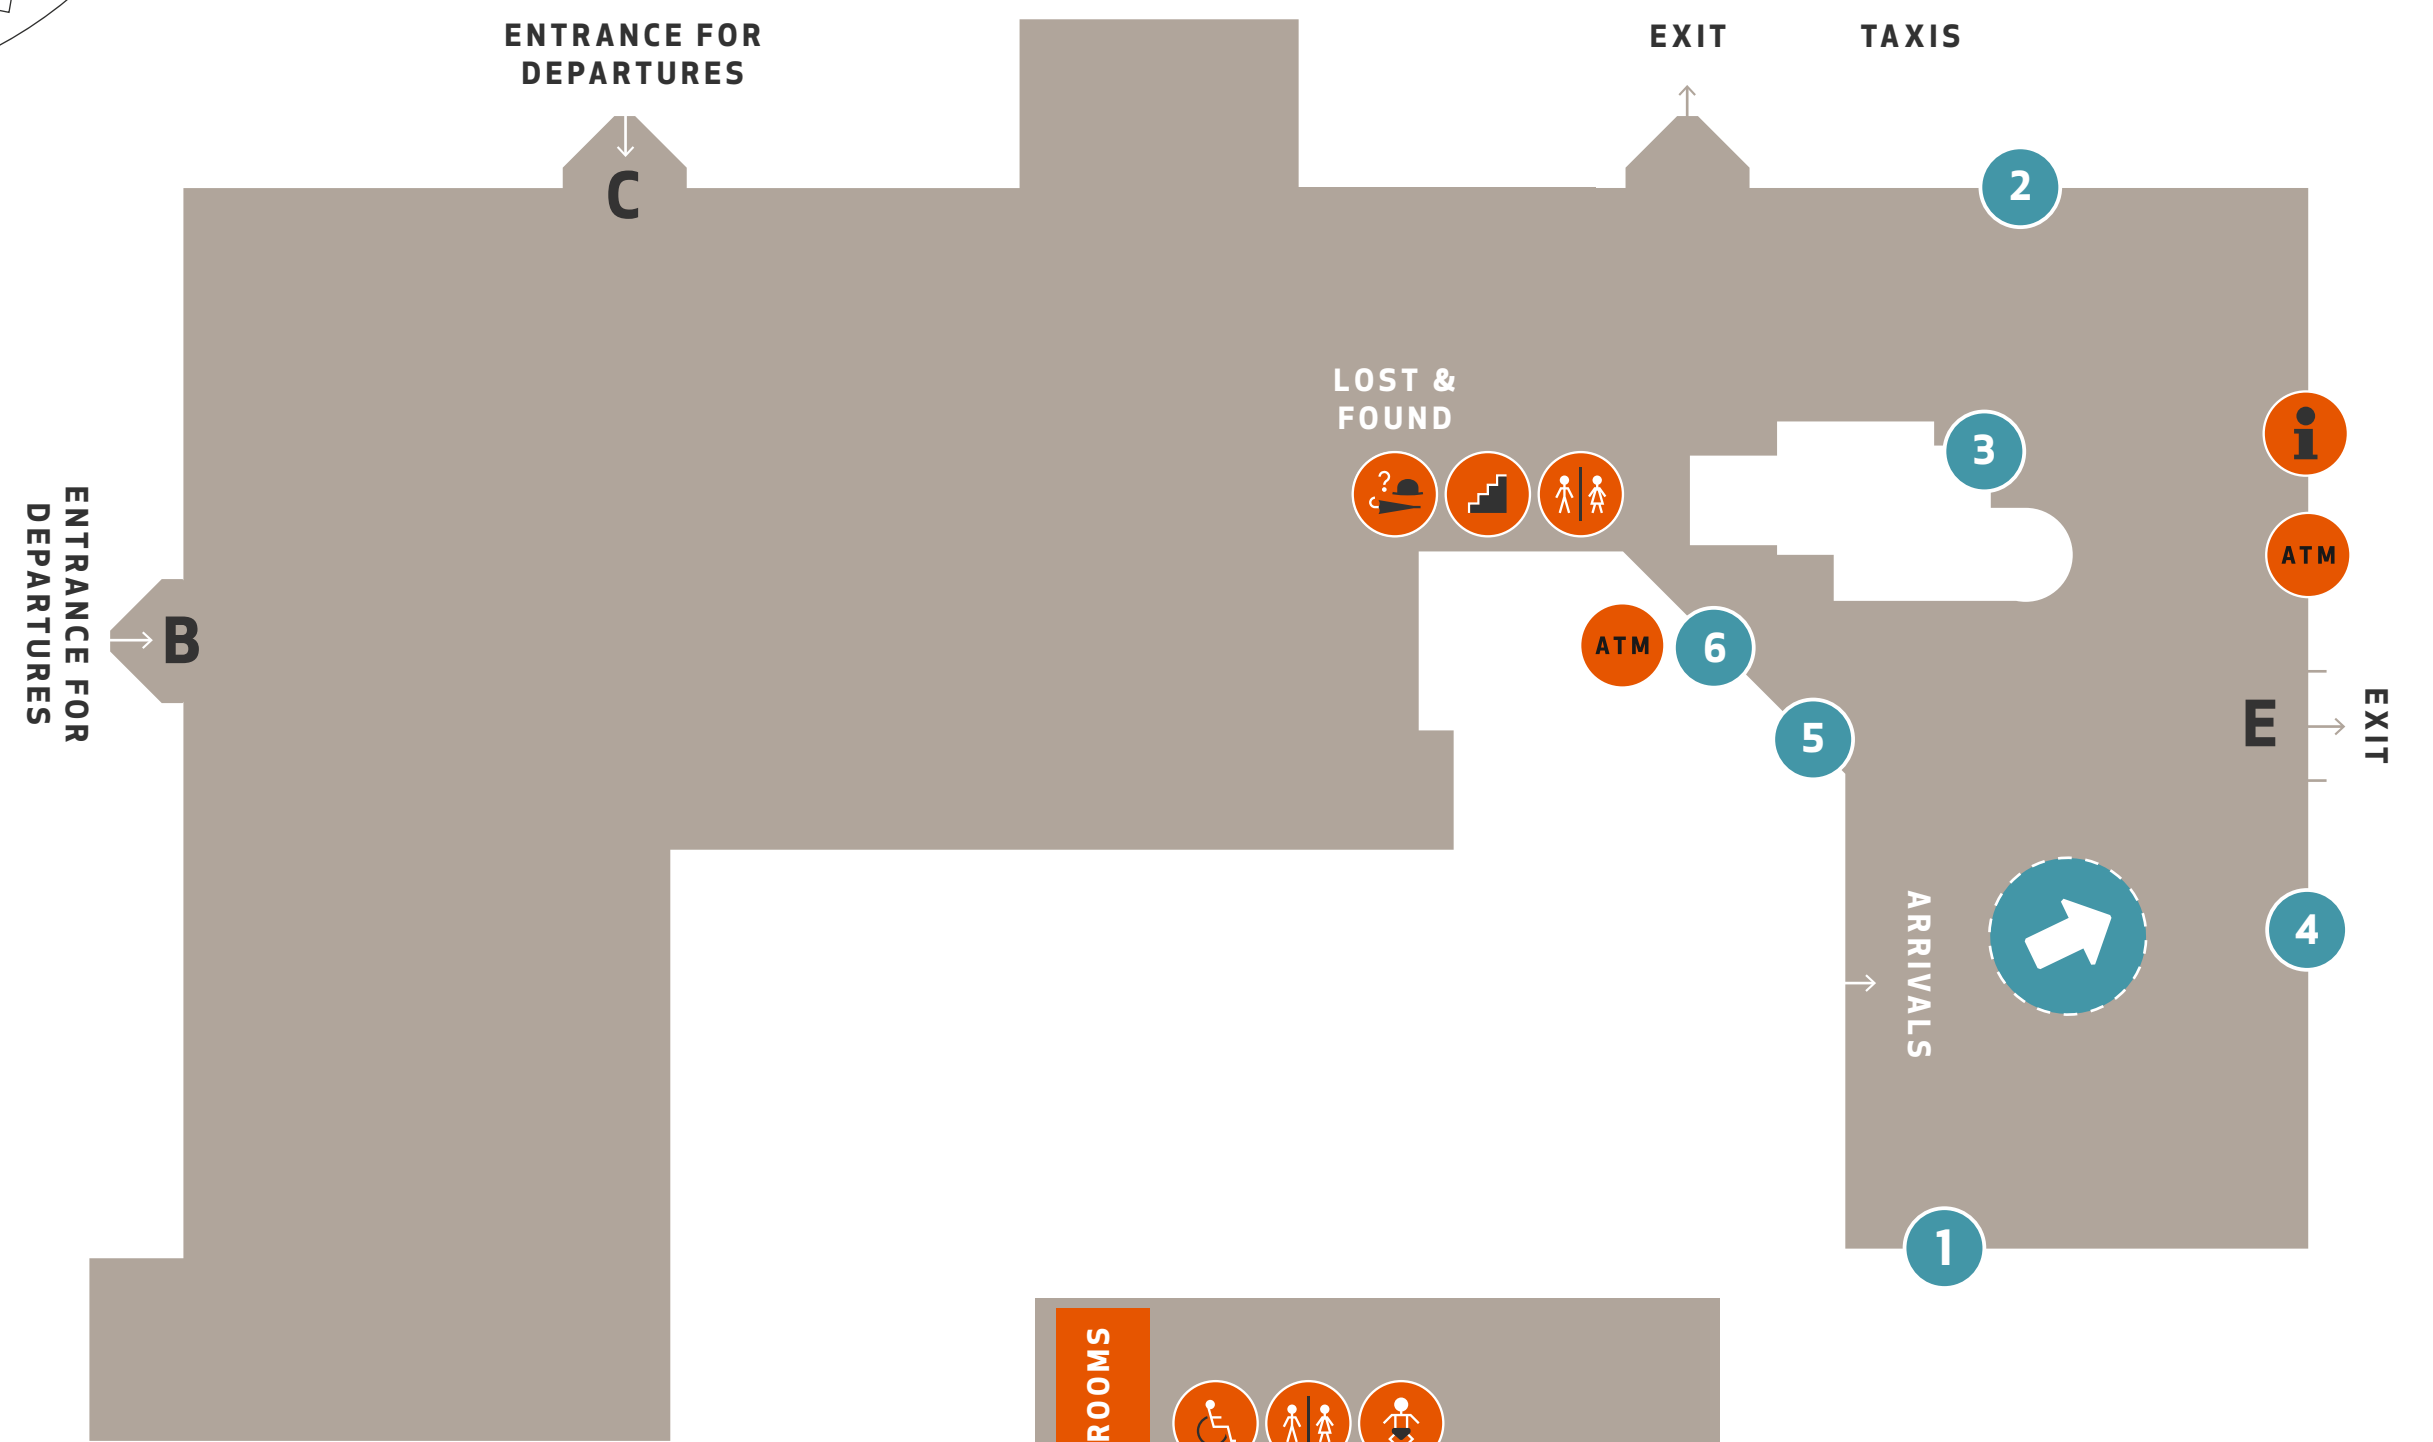 ENTRANCE FOR
DEPARTURES
EXIT
TAXIS
C
2
LOST &
FOUND
?
3
i
ATM
ENTRANCE FOR
DEPARTURES
B
ATM
6
5
E
EXIT
ARRIVALS
4
1
ROOMS